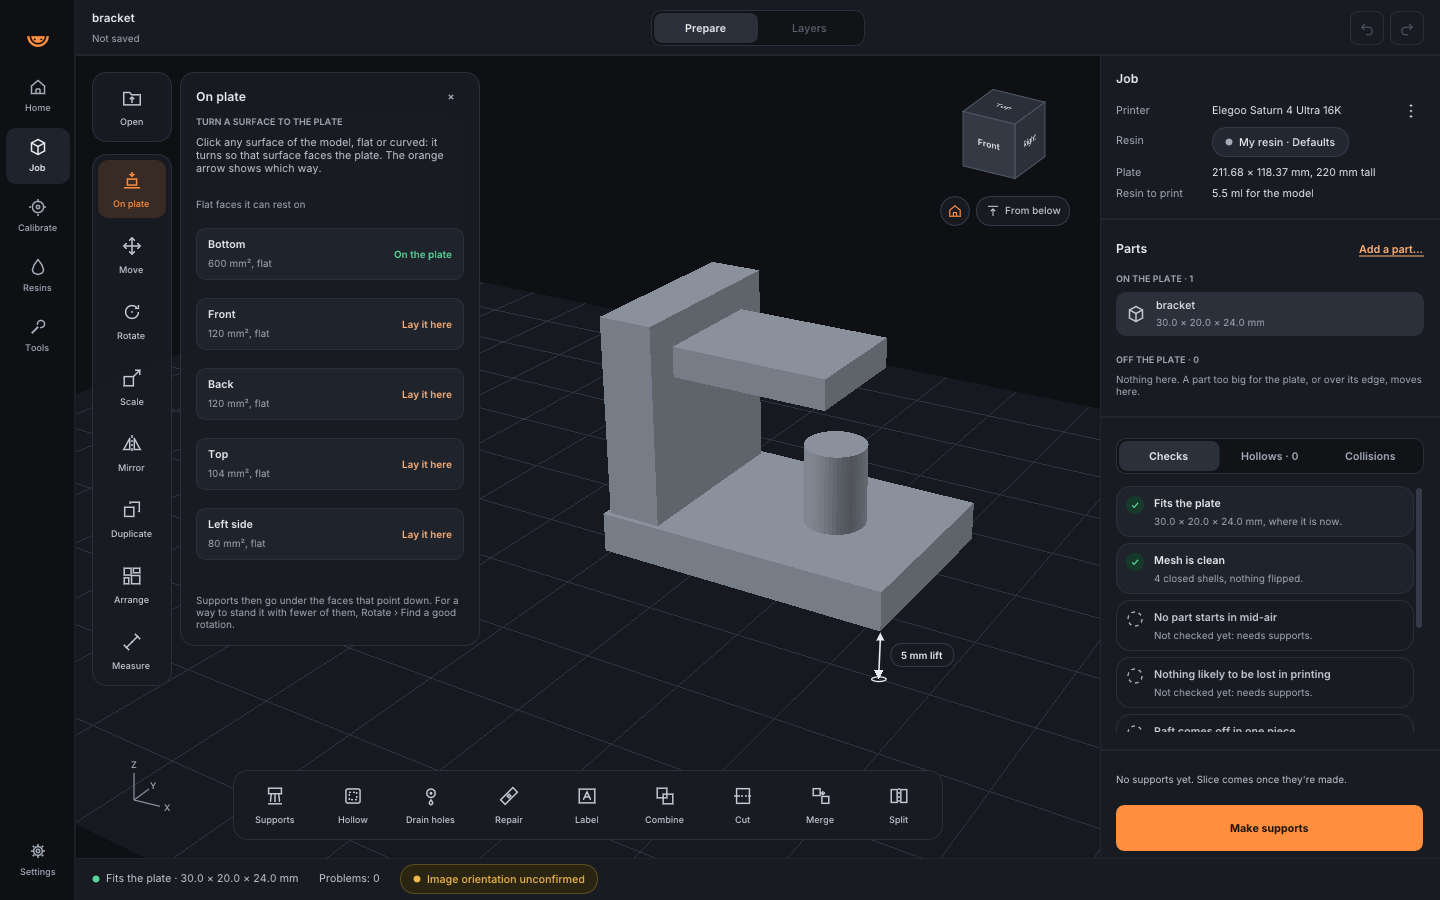 bracket
Not saved
Prepare
Layers
Home
Job
Calibrate
Resins
Tools
Settings
Open
On plate
Move
Rotate
Scale
Mirror
Duplicate
Arrange
Measure
On plate
×
TURN A SURFACE TO THE PLATE
Click any surface of the model, flat or curved: it
turns so that surface faces the plate. The orange
arrow shows which way.
Flat faces it can rest on
Bottom
600 mm², flat
On the plate
Front
120 mm², flat
Lay it here
Back
120 mm², flat
Lay it here
Top
104 mm², flat
Lay it here
Left side
80 mm², flat
Lay it here
Supports then go under the faces that point down. For a
way to stand it with fewer of them, Rotate › Find a good
rotation.
Top
Front
Right
From below
5 mm lift
Z
Y
X
Supports
Hollow
Drain holes
Repair
Label
Combine
Cut
Merge
Split
Job
Printer
Elegoo Saturn 4 Ultra 16K
Resin
My resin · Defaults
Plate
211.68 × 118.37 mm, 220 mm tall
Resin to print
5.5 ml for the model
Parts
Add a part...
ON THE PLATE · 1
bracket
30.0 × 20.0 × 24.0 mm
OFF THE PLATE · 0
Nothing here. A part too big for the plate, or over its edge, moves
here.
Checks
Hollows · 0
Collisions
Fits the plate
30.0 × 20.0 × 24.0 mm, where it is now.
Mesh is clean
4 closed shells, nothing flipped.
No part starts in mid-air
Not checked yet: needs supports.
Nothing likely to be lost in printing
Not checked yet: needs supports.
Raft comes off in one piece
No supports yet. Slice comes once they're made.
Make supports
Fits the plate · 30.0 × 20.0 × 24.0 mm
Problems: 0
Image orientation unconfirmed